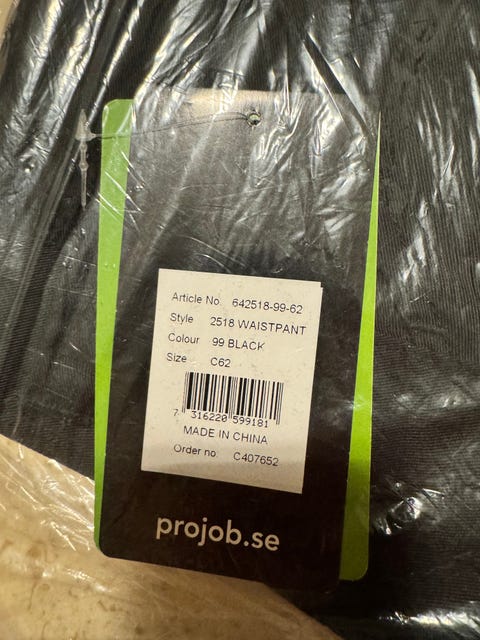 Article No. 642518-99-62
Style 2518 WAISTPANT
Colour 99 BLACK
Size C62
7 316220 599181
MADE IN CHINA
Order no. C407652
projob.se